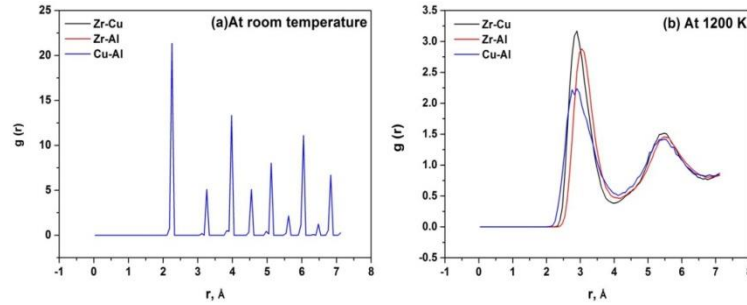 (a)At room temperature
Zr-Cu
Zr-Al
Cu-Al
g (r)
25
20
15
10
5
0
-1 0 1 2 3 4 5 6 7 8
r, Å
(b) At 1200 K
Zr-Cu
Zr-Al
Cu-Al
g (r)
3.5
3.0
2.5
2.0
1.5
1.0
0.5
0.0
-0.5
-1 0 1 2 3 4 5 6 7 8
r, Å